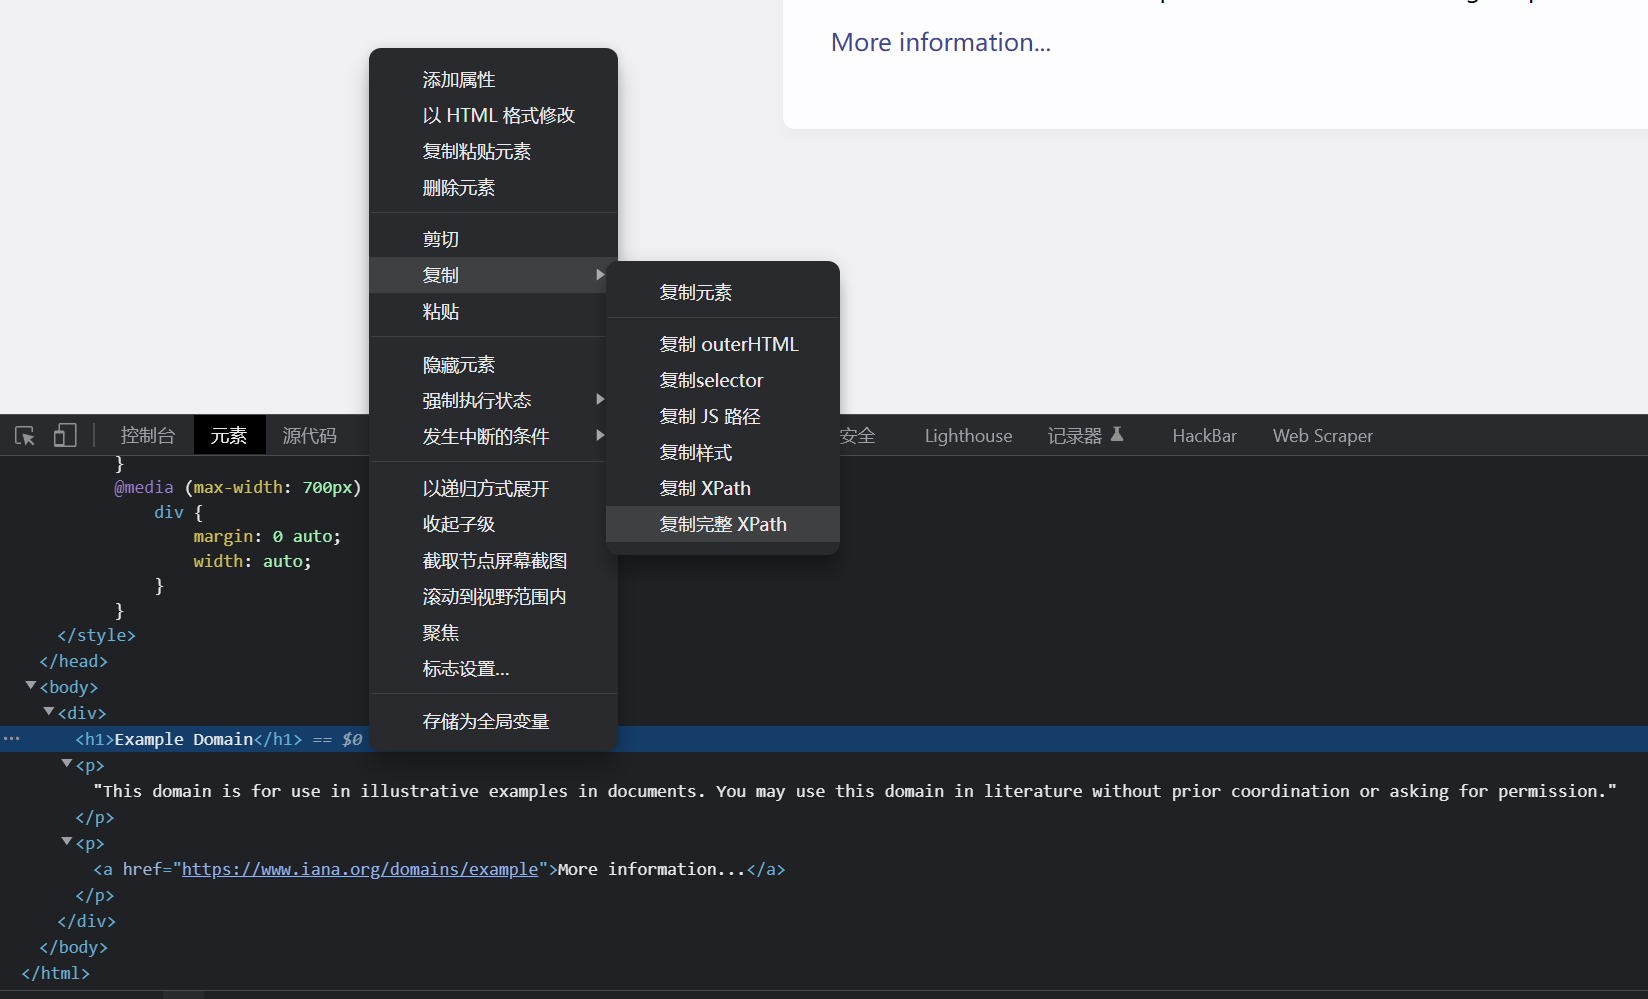 More information...
添加属性
以 HTML 格式修改
复制粘贴元素
删除元素
剪切
复制
粘贴
隐藏元素
强制执行状态
发生中断的条件
以递归方式展开
收起子级
截取节点屏幕截图
滚动到视野范围内
聚焦
标志设置...
存储为全局变量
复制元素
复制 outerHTML
复制selector
复制 JS 路径
复制样式
复制 XPath
复制完整 XPath
控制台 元素 源代码 安全 Lighthouse 记录器 HackBar Web Scraper
}
@media (max-width: 700px)
div {
margin: 0 auto;
width: auto;
}
}
</style>
</head>
<body>
<div>
<h1>Example Domain</h1> == $0
<p>
"This domain is for use in illustrative examples in documents. You may use this domain in literature without prior coordination or asking for permission."
</p>
<p>
<a href="https://www.iana.org/domains/example">More information...</a>
</p>
</div>
</body>
</html>